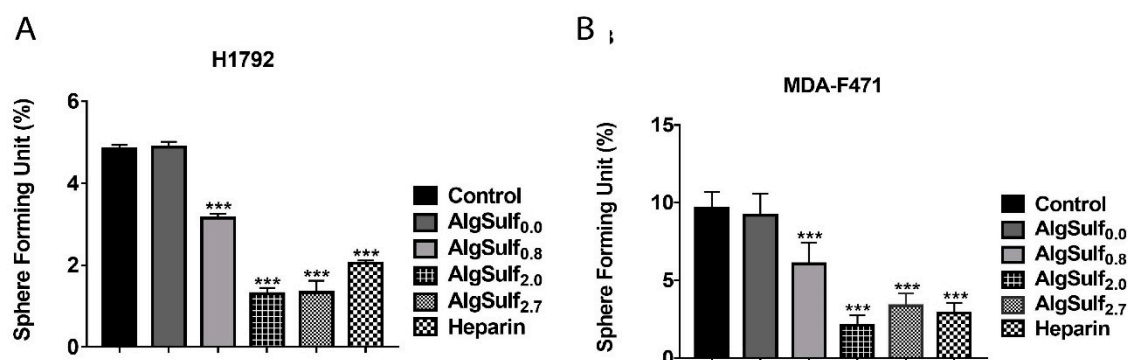 A
H1792
Sphere Forming Unit (%)
6
4
2
0
***
***
***
***
Control
AlgSulf0.0
AlgSulf0.8
AlgSulf2.0
AlgSulf2.7
Heparin
B
MDA-F471
Sphere Forming Unit (%)
15
10
5
0
***
***
***
***
Control
AlgSulf0.0
AlgSulf0.8
AlgSulf2.0
AlgSulf2.7
Heparin